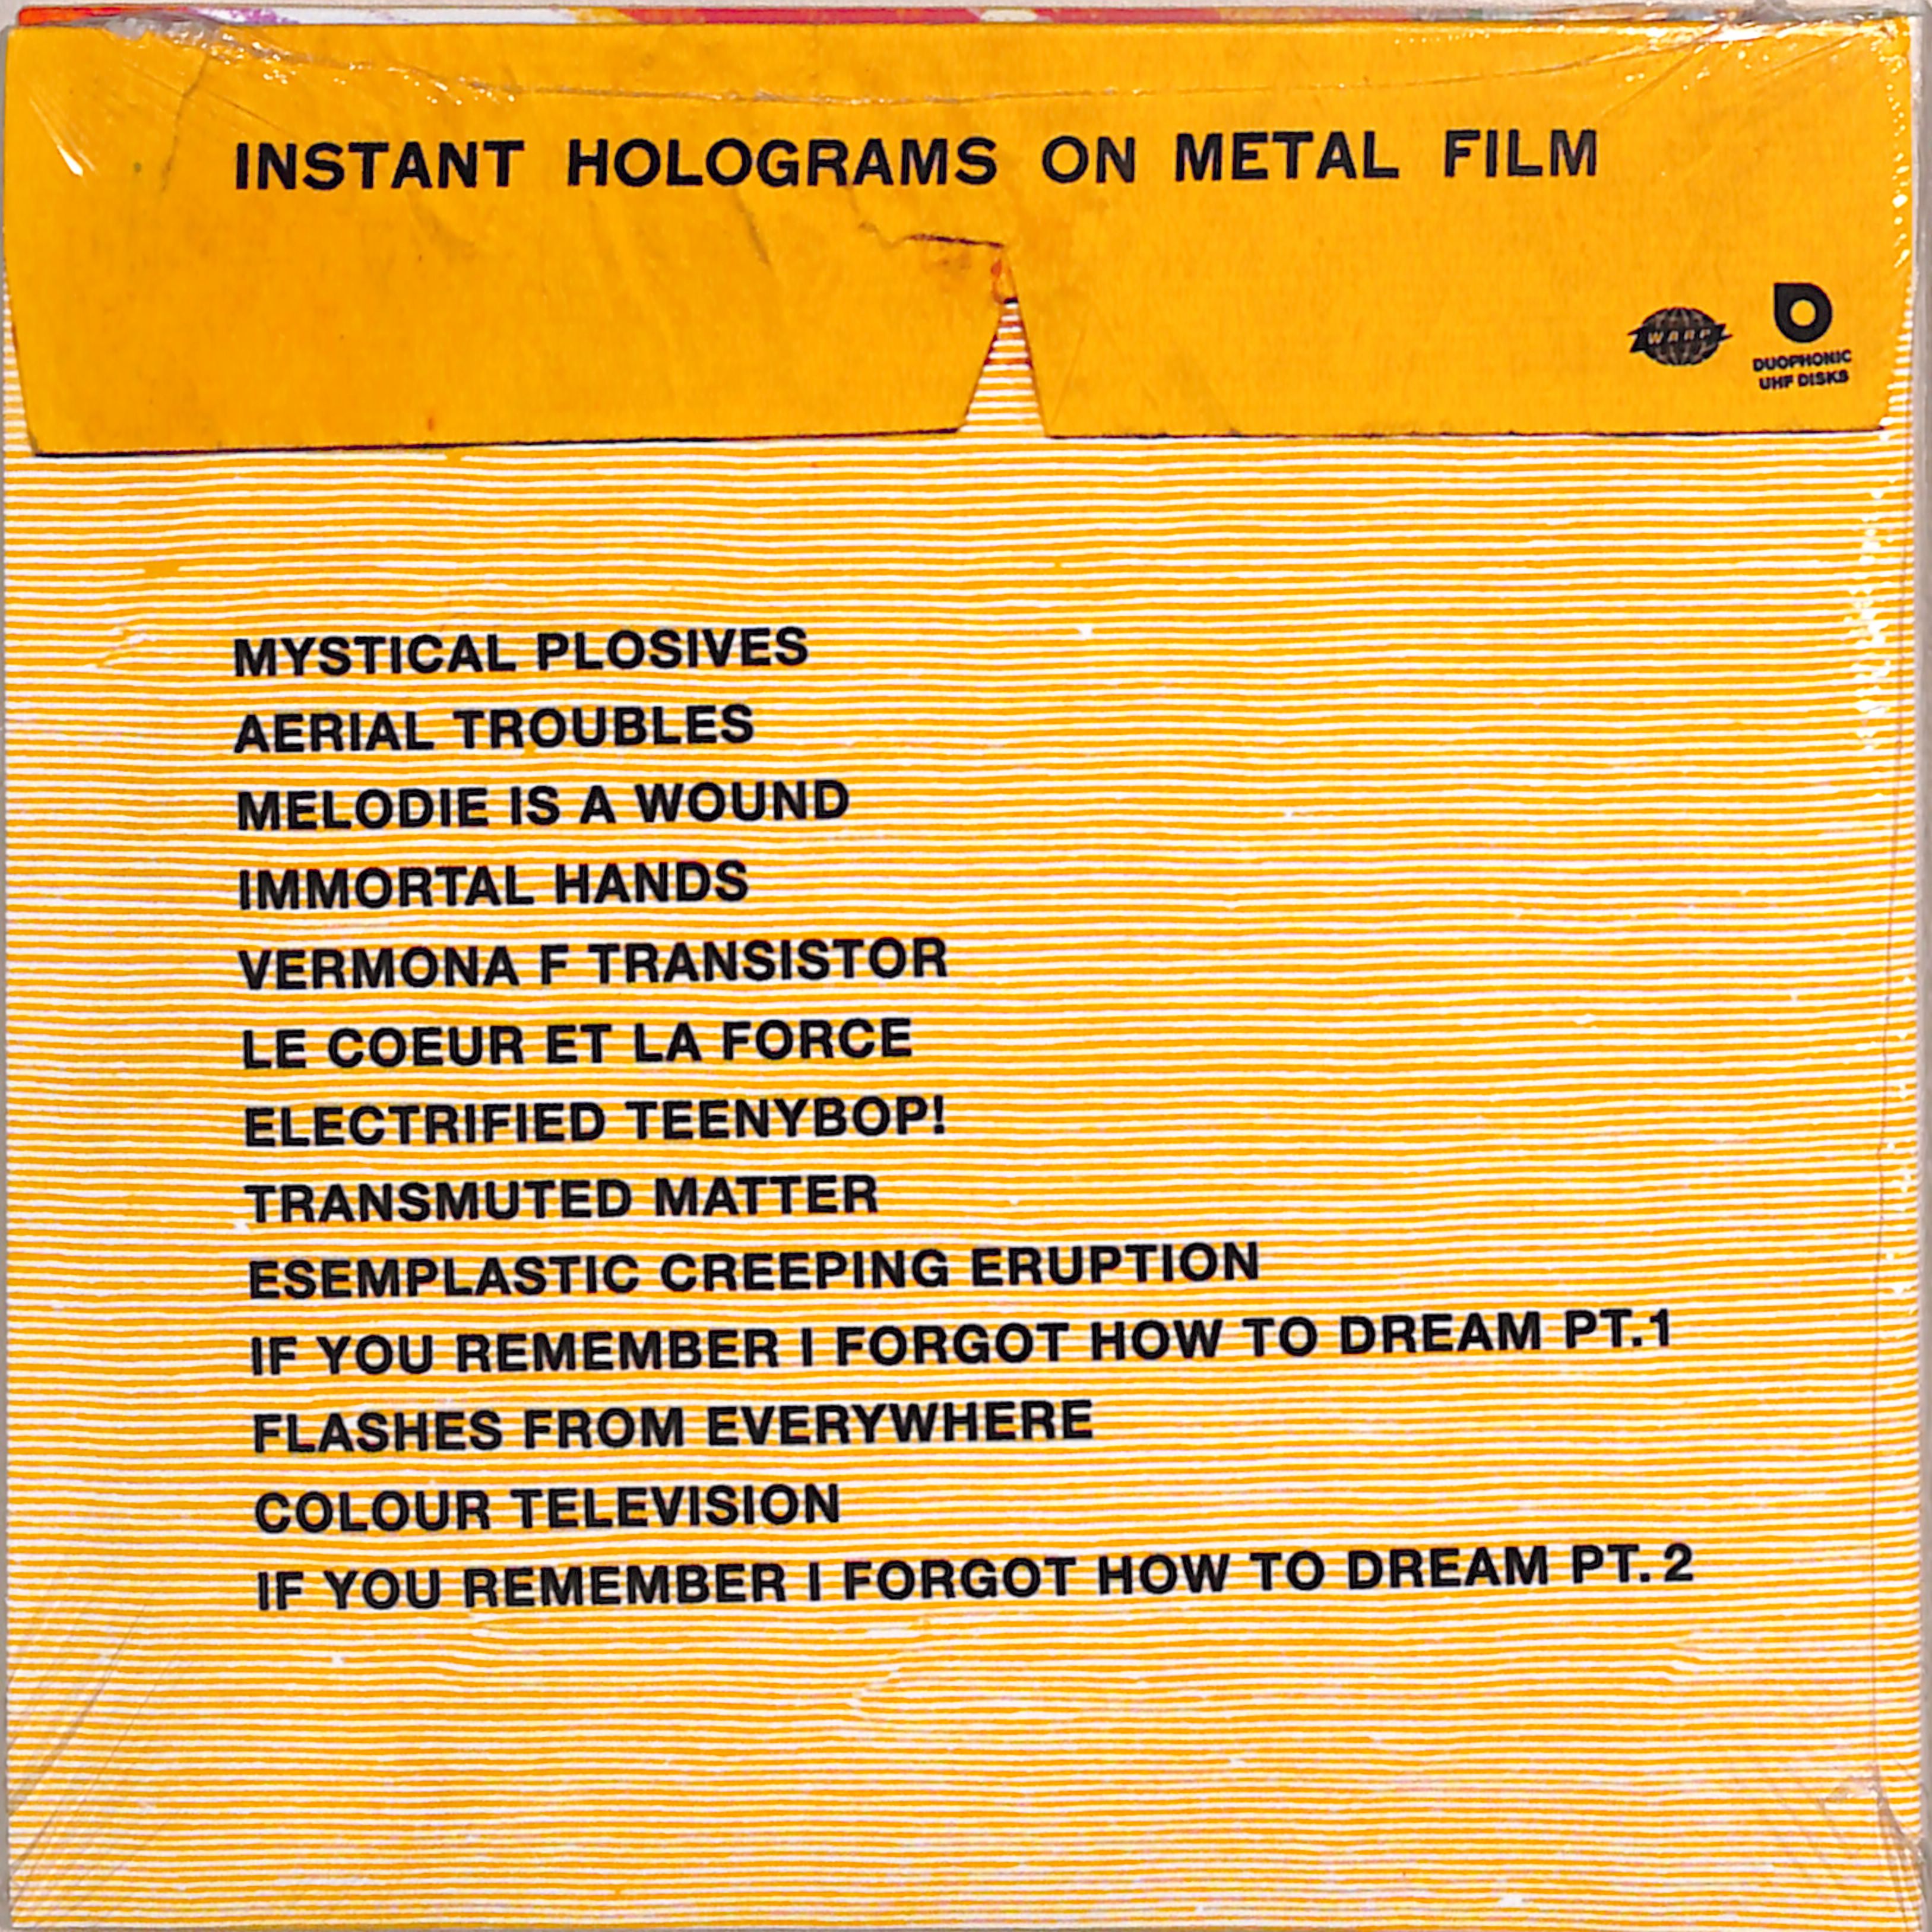 INSTANT HOLOGRAMS ON METAL FILM
WARP
DUOPHONIC
UHF DISKS
MYSTICAL PLOSIVES
AERIAL TROUBLES
MELODIE IS A WOUND
IMMORTAL HANDS
VERMONA F TRANSISTOR
LE COEUR ET LA FORCE
ELECTRIFIED TEENYBOP!
TRANSMUTED MATTER
ESEMPLASTIC CREEPING ERUPTION
IF YOU REMEMBER I FORGOT HOW TO DREAM PT.1
FLASHES FROM EVERYWHERE
COLOUR TELEVISION
IF YOU REMEMBER I FORGOT HOW TO DREAM PT. 2